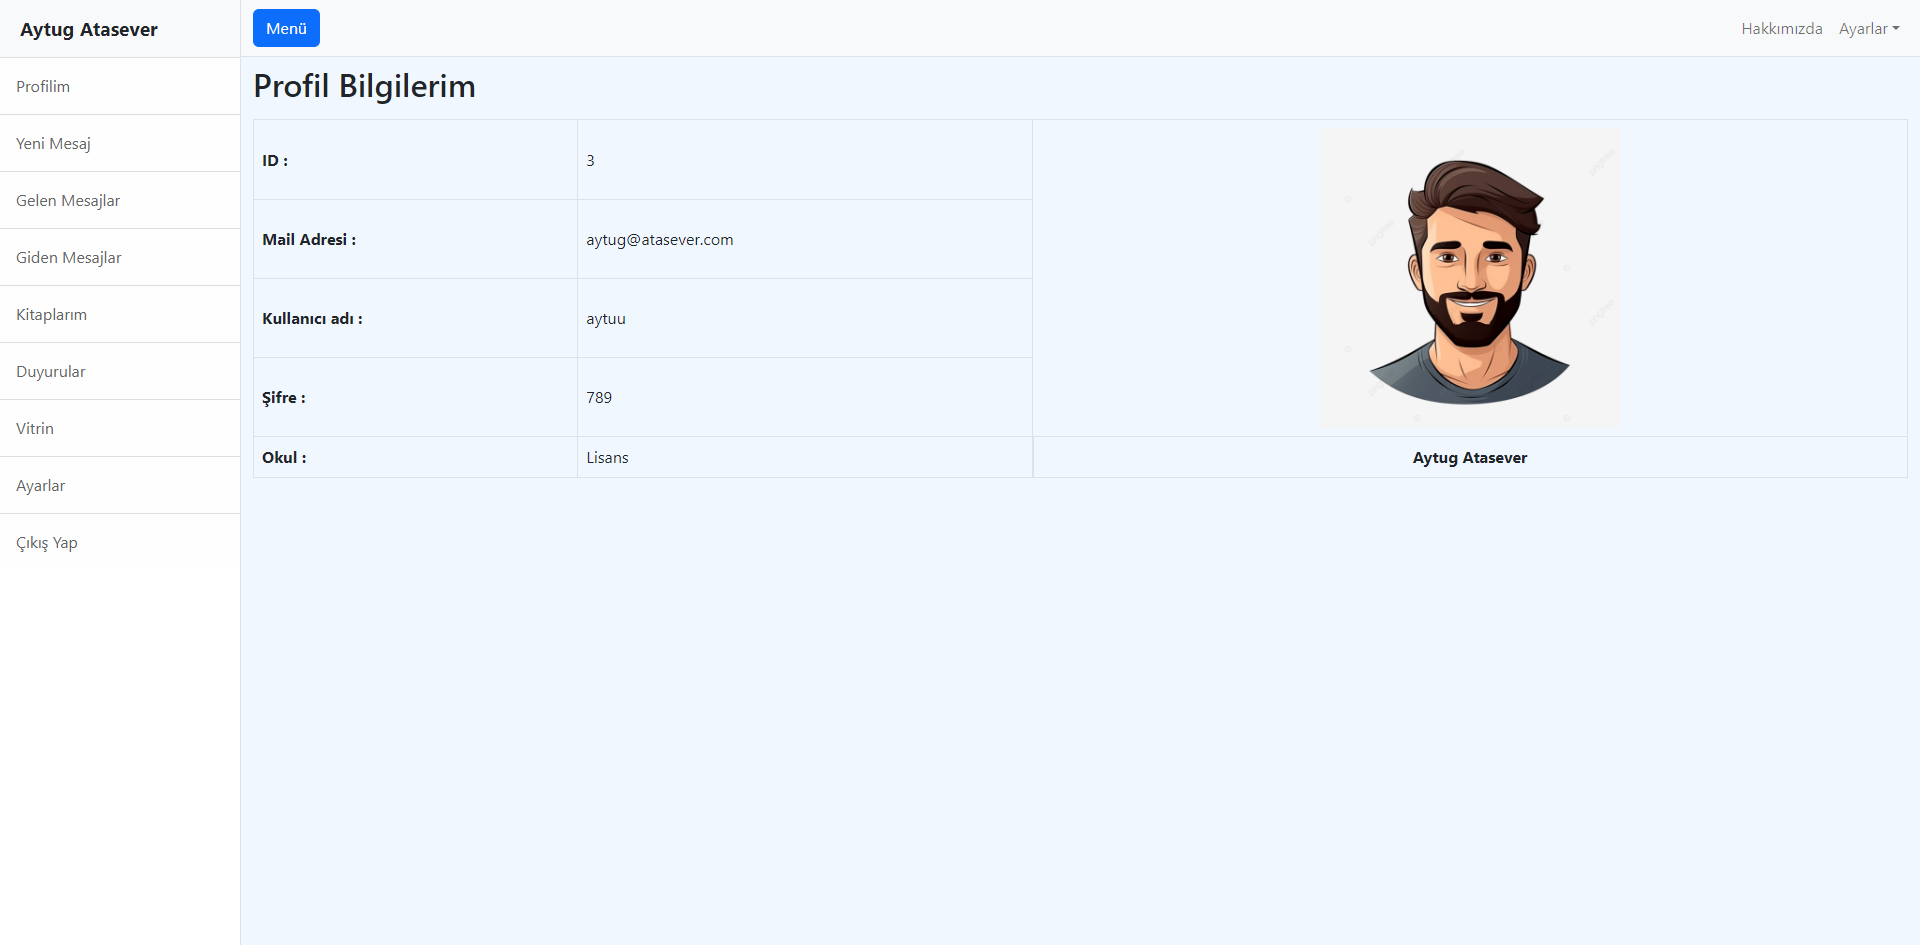 Aytug Atasever
Menü
Hakkımızda
Ayarlar
Profilim
Yeni Mesaj
Gelen Mesajlar
Giden Mesajlar
Kitaplarım
Duyurular
Vitrin
Ayarlar
Çıkış Yap
Profil Bilgilerim
ID : 3
Mail Adresi : aytug@atasever.com
Kullanıcı adı : aytuu
Şifre : 789
Okul : Lisans
Aytug Atasever